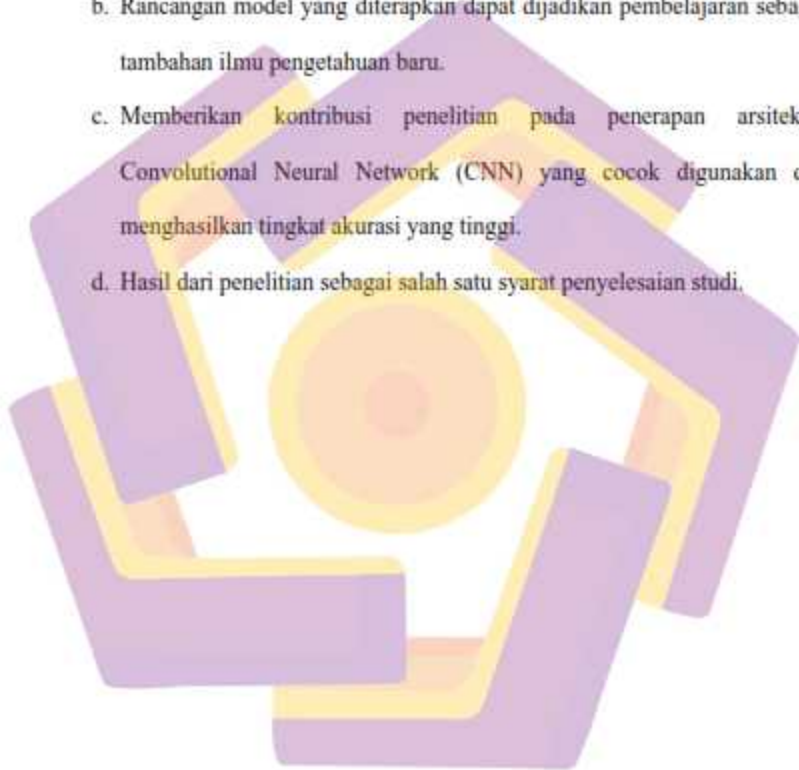 b. Rancangan model yang diterapkan dapat dijadikan pembelajaran seba
tambahan ilmu pengetahuan baru.
c. Memberikan kontribusi penelitian pada penerapan arsitek
Convolutional Neural Network (CNN) yang cocok digunakan
menghasilkan tingkat akurasi yang tinggi.
d. Hasil dari penelitian sebagai salah satu syarat penyelesaian studi.